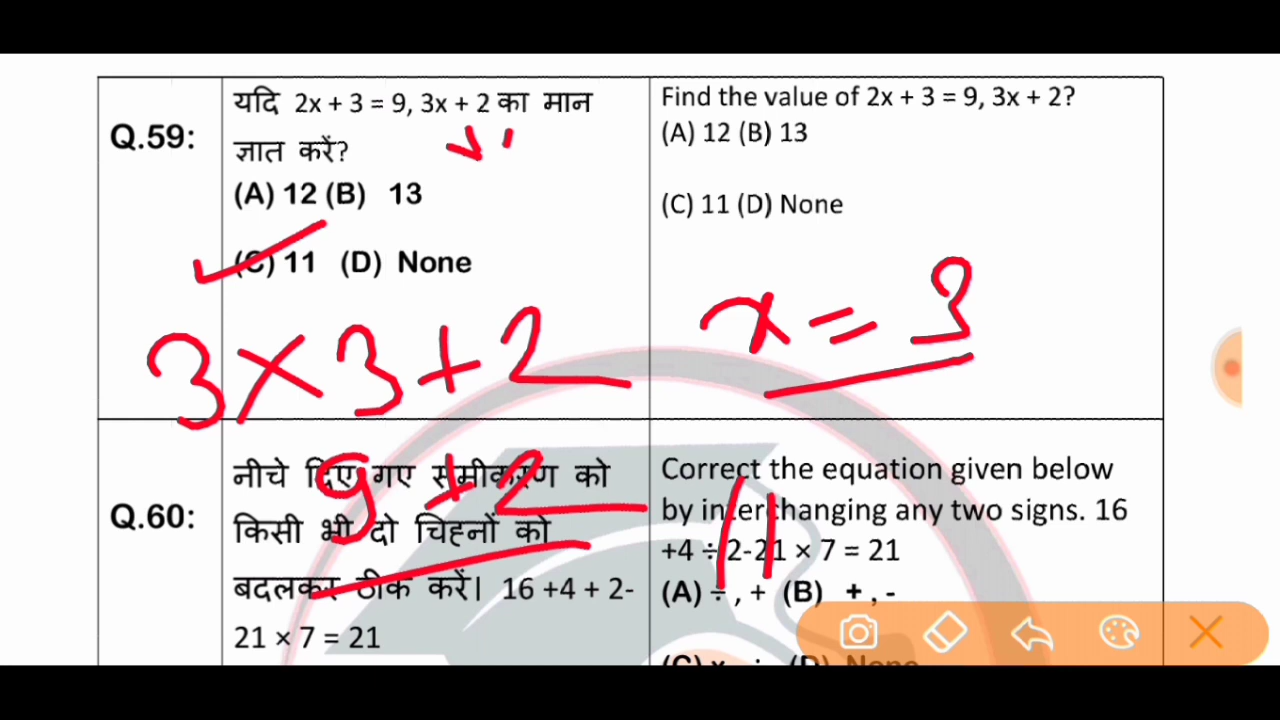 Q.59:
यदि 2x + 3 = 9, 3x + 2 का मान
ज्ञात करें?
(A) 12 (B) 13
(C) 11 (D) None
Find the value of 2x + 3 = 9, 3x + 2?
(A) 12 (B) 13
(C) 11 (D) None
3 × 3 + 2
x = 3
9 + 2
11
Q.60:
नीचे दिए गए समीकरण को
किसी भी दो चिह्नों को
बदलकर ठीक करें। 16 +4 + 2-
21 × 7 = 21
Correct the equation given below
by interchanging any two signs. 16
+4 ÷ 2-21 × 7 = 21
(A) ÷ , + (B) + , -
(D) None